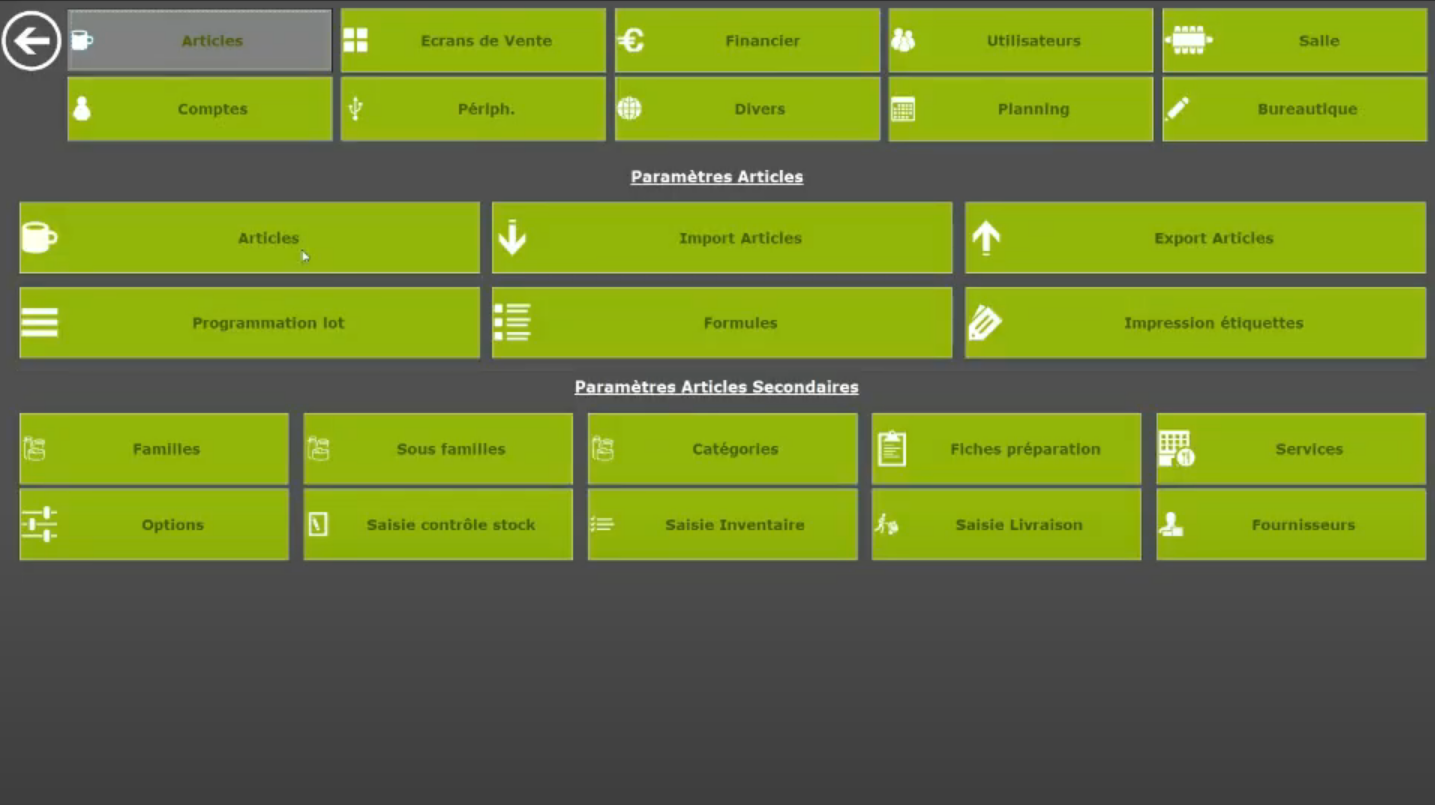 Articles
Ecrans de Vente
Financier
Utilisateurs
Salle
Comptes
Périph.
Divers
Planning
Bureautique
Paramètres Articles
Articles
Import Articles
Export Articles
Programmation lot
Formules
Impression étiquettes
Paramètres Articles Secondaires
Familles
Sous familles
Catégories
Fiches préparation
Services
Options
Saisie contrôle stock
Saisie Inventaire
Saisie Livraison
Fournisseurs